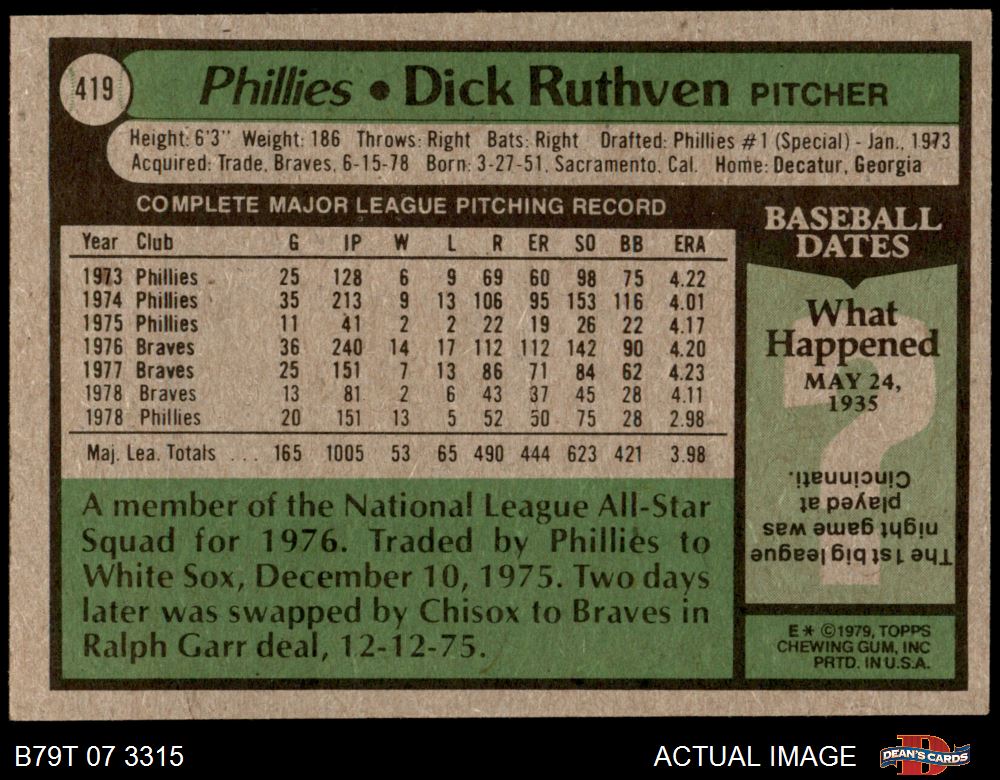 419
Phillies • Dick Ruthven PITCHER
Height: 6'3" Weight: 186 Throws: Right Bats: Right Drafted: Phillies #1 (Special) - Jan., 1973
Acquired: Trade, Braves, 6-15-78 Born: 3-27-51, Sacramento, Cal. Home: Decatur, Georgia
COMPLETE MAJOR LEAGUE PITCHING RECORD
Year Club G IP W L R ER SO BB ERA
1973 Phillies 25 128 6 9 69 60 98 75 4.22
1974 Phillies 35 213 9 13 106 95 153 116 4.01
1975 Phillies 11 41 2 2 22 19 26 22 4.17
1976 Braves 36 240 14 17 112 112 142 90 4.20
1977 Braves 25 151 7 13 86 71 84 62 4.23
1978 Braves 13 81 2 6 43 37 45 28 4.11
1978 Phillies 20 151 13 5 52 50 75 28 2.98
Maj. Lea. Totals ... 165 1005 53 65 490 444 623 421 3.98
A member of the National League All-Star
Squad for 1976. Traded by Phillies to
White Sox, December 10, 1975. Two days
later was swapped by Chisox to Braves in
Ralph Garr deal, 12-12-75.
BASEBALL
DATES
What
Happened
MAY 24,
1935
The 1st big league
night game was
played at
Cincinnati.
E* ©1979, TOPPS
CHEWING GUM, INC
PRTD. IN U.S.A.
B79T 07 3315
ACTUAL IMAGE
D
DEAN'S CARDS